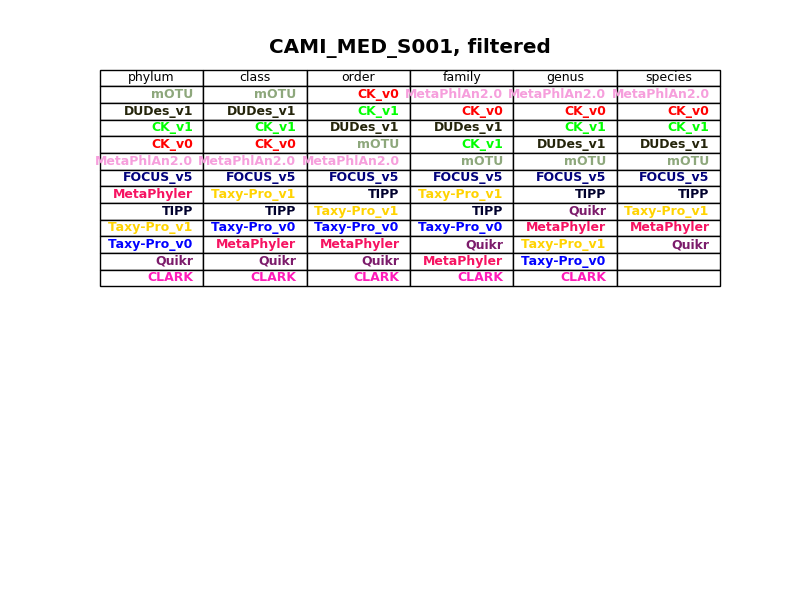 CAMI_MED_S001, filtered
phylum class order family genus species
mOTU mOTU CK_v0 MetaPhlAn2.0 MetaPhlAn2.0 MetaPhlAn2.0
DUDes_v1 DUDes_v1 CK_v1 CK_v0 CK_v0 CK_v0
CK_v1 CK_v1 DUDes_v1 DUDes_v1 CK_v1 CK_v1
CK_v0 CK_v0 mOTU CK_v1 DUDes_v1 DUDes_v1
MetaPhlAn2.0 MetaPhlAn2.0 MetaPhlAn2.0 mOTU mOTU mOTU
FOCUS_v5 FOCUS_v5 FOCUS_v5 FOCUS_v5 FOCUS_v5 FOCUS_v5
MetaPhyler Taxy-Pro_v1 TIPP Taxy-Pro_v1 TIPP TIPP
TIPP TIPP Taxy-Pro_v1 TIPP Quikr Taxy-Pro_v1
Taxy-Pro_v1 Taxy-Pro_v0 Taxy-Pro_v0 Taxy-Pro_v0 MetaPhyler MetaPhyler
Taxy-Pro_v0 MetaPhyler MetaPhyler Quikr Taxy-Pro_v1 Quikr
Quikr Quikr Quikr MetaPhyler Taxy-Pro_v0
CLARK CLARK CLARK CLARK CLARK